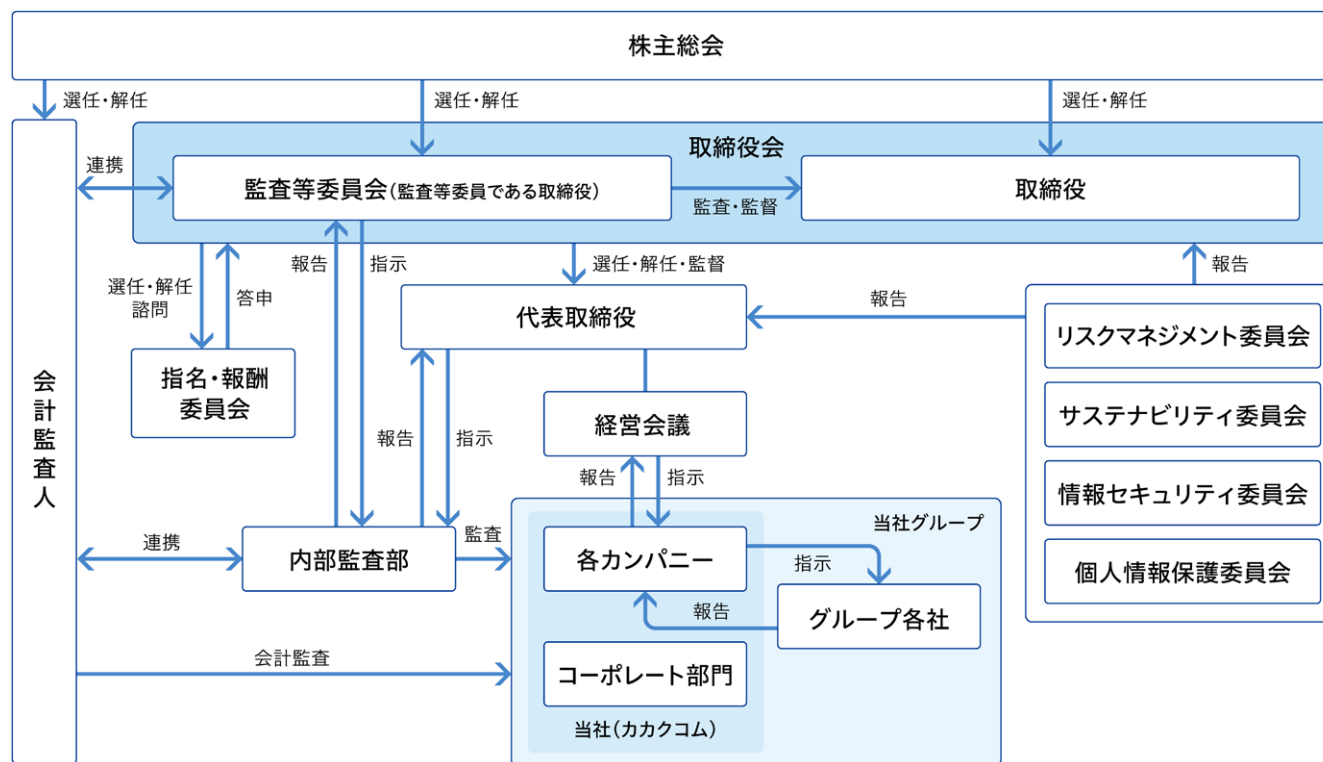 株主総会
選任・解任
選任・解任
選任・解任
取締役会
連携
監査等委員会(監査等委員である取締役)
監査・監督
取締役
選任・解任
諮問
答申
報告
指示
選任・解任・監督
報告
代表取締役
報告
リスクマネジメント委員会
サステナビリティ委員会
情報セキュリティ委員会
個人情報保護委員会
会計監査人
指名・報酬
委員会
報告
指示
経営会議
報告
指示
当社グループ
連携
内部監査部
監査
各カンパニー
指示
報告
グループ各社
会計監査
コーポレート部門
当社(カカクコム)